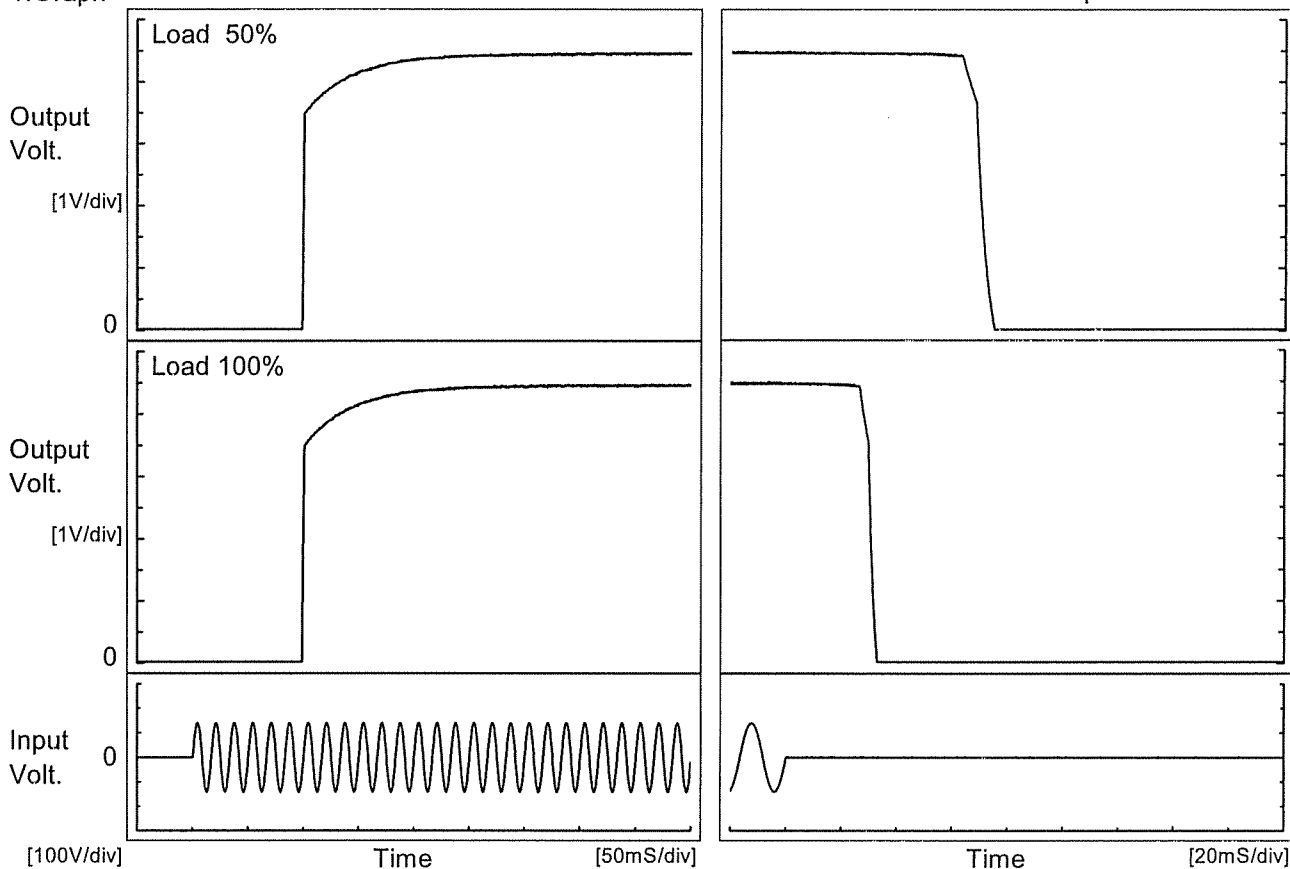 Load 50%
Output
Volt.
[1V/div]
0
Load 100%
Output
Volt.
[1V/div]
0
Input
Volt.
0
[100V/div]
Time
[50mS/div]
Time
[20mS/div]